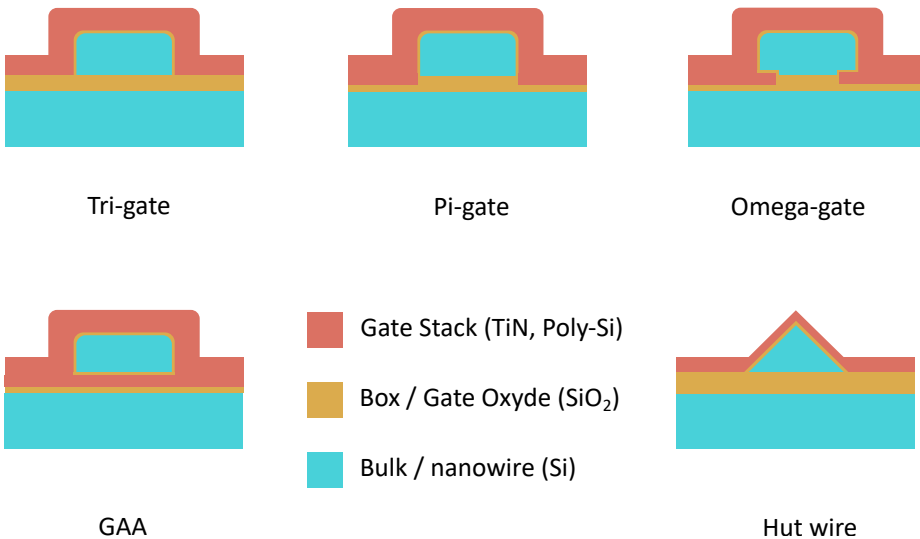 Tri-gate
Pi-gate
Omega-gate
Gate Stack (TiN, Poly-Si)
Box / Gate Oxyde (SiO₂)
Bulk / nanowire (Si)
GAA
Hut wire